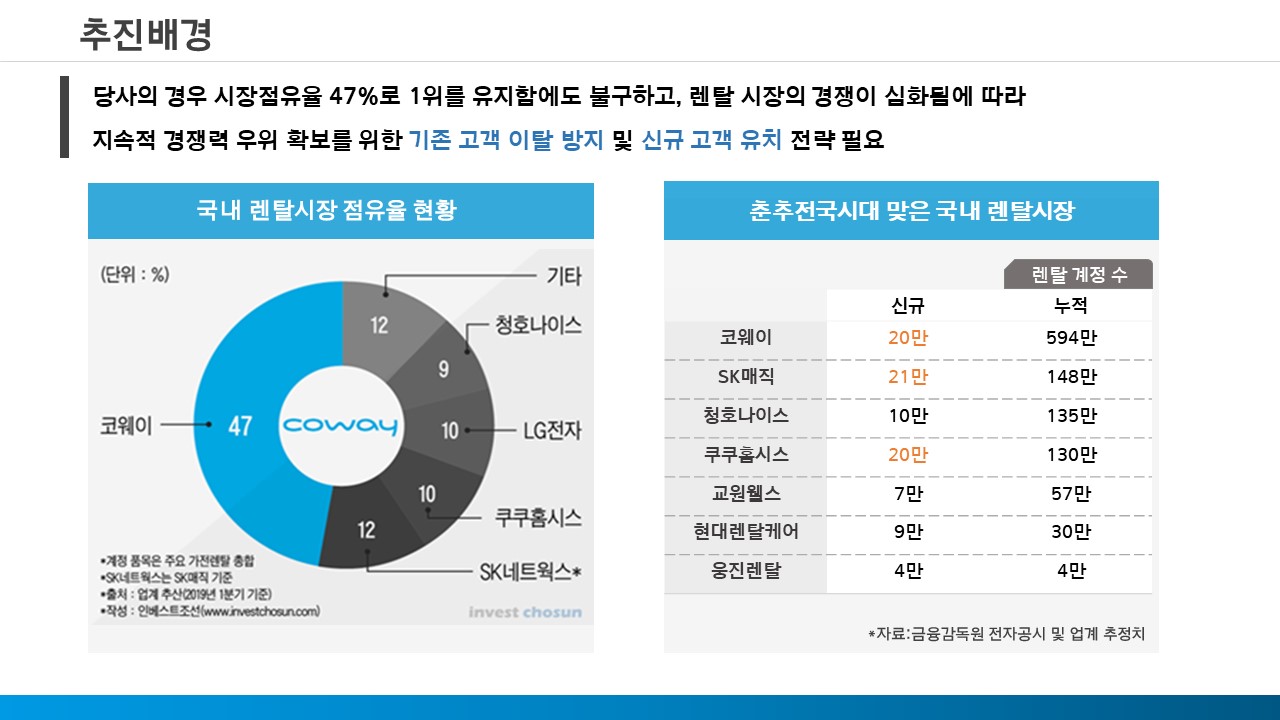 추진배경
당사의 경우 시장점유율 47%로 1위를 유지함에도 불구하고, 렌탈 시장의 경쟁이 심화됨에 따라
지속적 경쟁력 우위 확보를 위한 기존 고객 이탈 방지 및 신규 고객 유치 전략 필요
국내 렌탈시장 점유율 현황
(단위 : %)
기타
12
청호나이스
9
코웨이
47
coway
10
LG전자
10
쿠쿠홈시스
12
SK네트웍스*
*계정 품목은 주요 가전렌탈 총합
*SK네트웍스는 SK매직 기준
*출처 : 업계 추산(2019년 1분기 기준)
*작성 : 인베스트조선(www.investchosun.com)
invest chosun
춘추전국시대 맞은 국내 렌탈시장
렌탈 계정 수
신규 누적
코웨이 20만 594만
SK매직 21만 148만
청호나이스 10만 135만
쿠쿠홈시스 20만 130만
교원웰스 7만 57만
현대렌탈케어 9만 30만
웅진렌탈 4만 4만
*자료:금융감독원 전자공시 및 업계 추정치